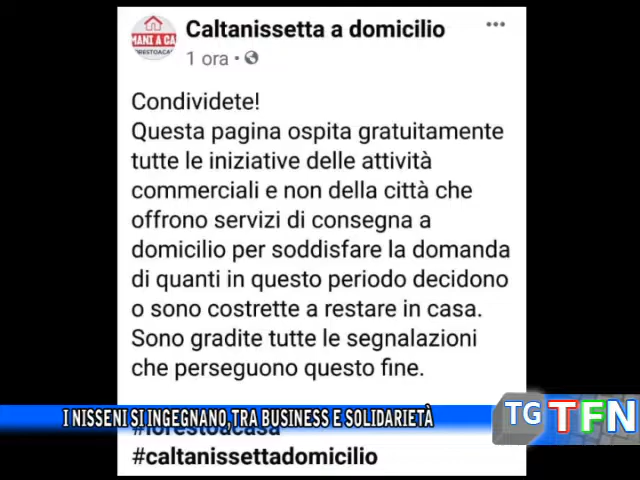 Caltanissetta a domicilio
1 ora
Condividete!
Questa pagina ospita gratuitamente
tutte le iniziative delle attività
commerciali e non della città che
offrono servizi di consegna a
domicilio per soddisfare la domanda
di quanti in questo periodo decidono
o sono costrette a restare in casa.
Sono gradite tutte le segnalazioni
che perseguono questo fine.
I NISSENI SI INGEGNANO,TRA BUSINESS E SOLIDARIETÀ
TG TFN
#iorestoacasa
#caltanissettadomicilio